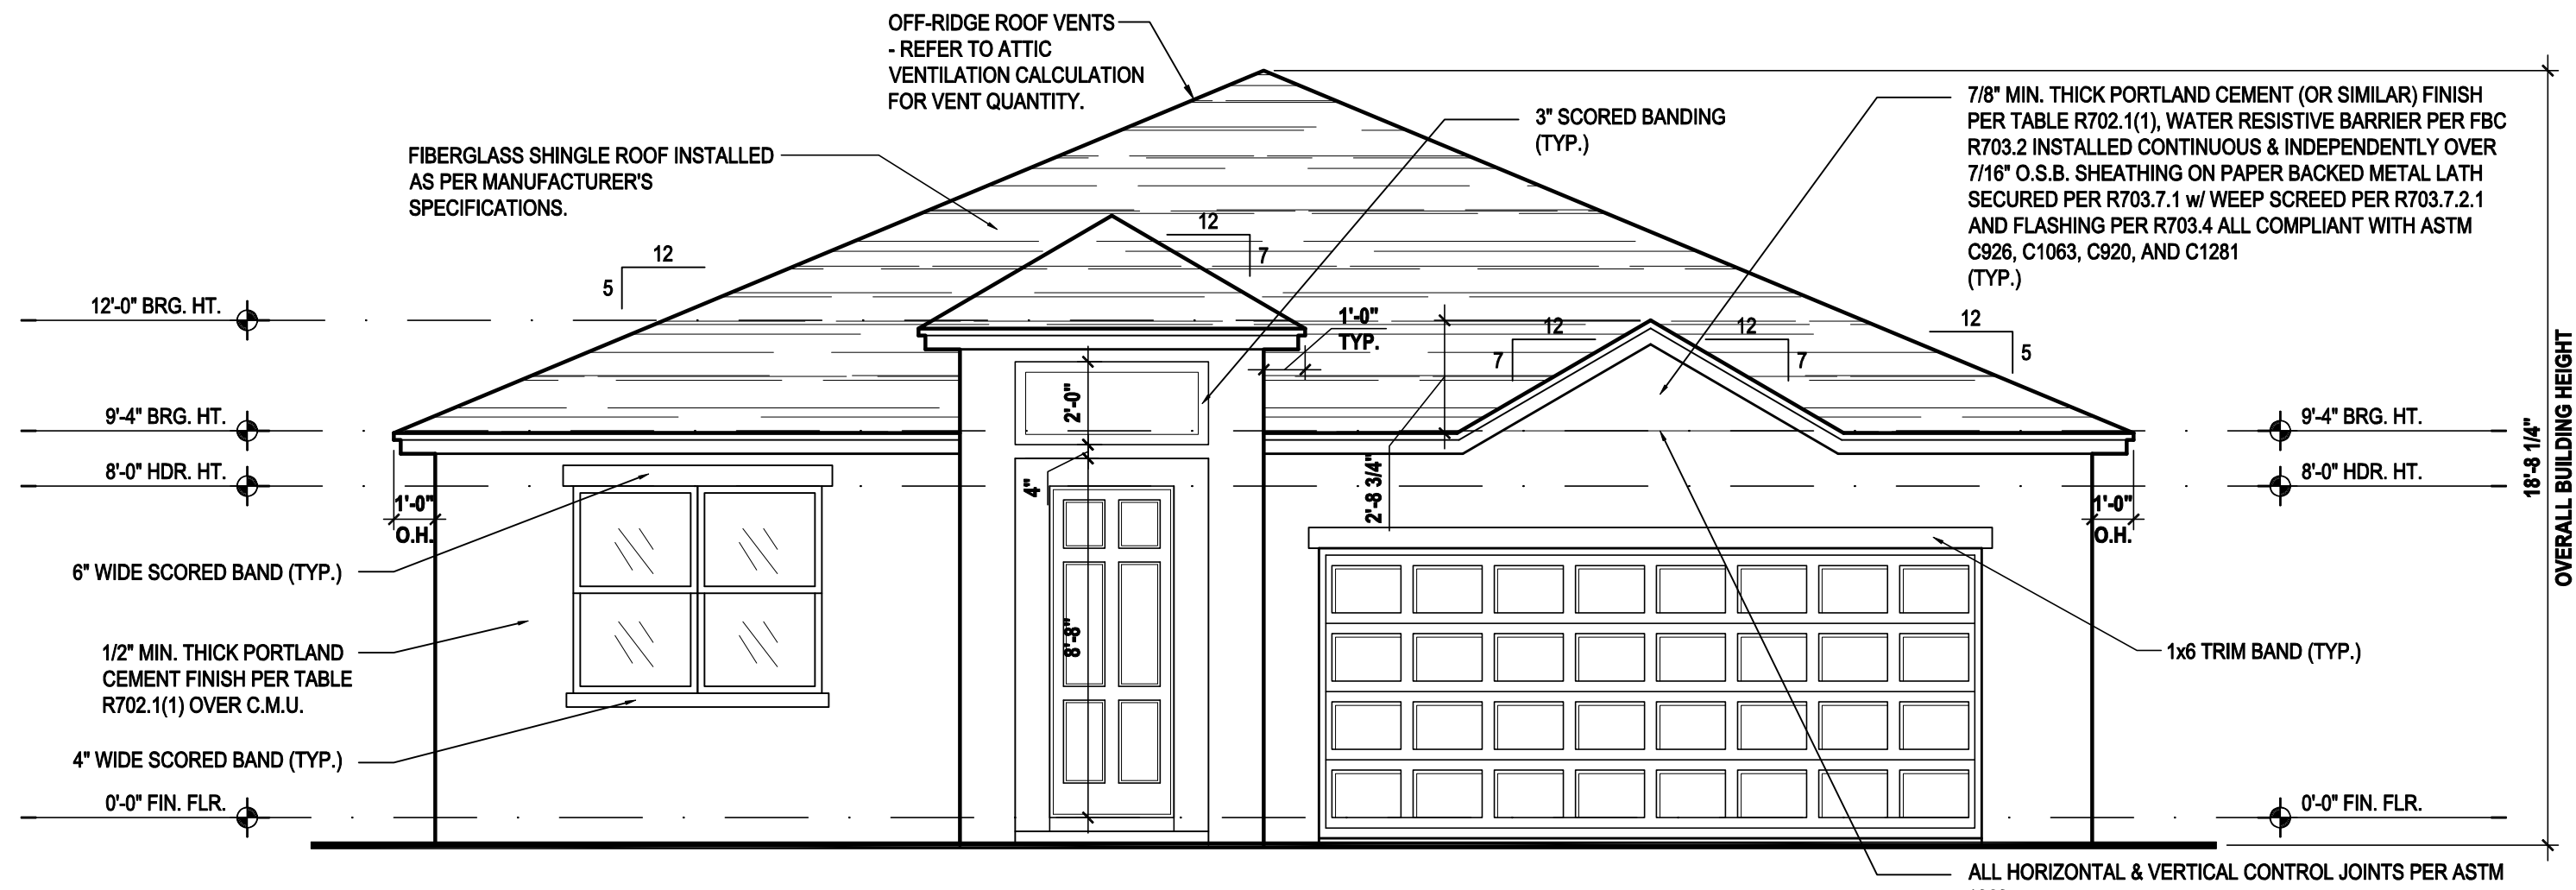 OFF-RIDGE ROOF VENTS
- REFER TO ATTIC
VENTILATION CALCULATION
FOR VENT QUANTITY.
FIBERGLASS SHINGLE ROOF INSTALLED
AS PER MANUFACTURER'S
SPECIFICATIONS.
3" SCORED BANDING
(TYP.)
7/8" MIN. THICK PORTLAND CEMENT (OR SIMILAR) FINISH
PER TABLE R702.1(1), WATER RESISTIVE BARRIER PER FBC
R703.2 INSTALLED CONTINUOUS & INDEPENDENTLY OVER
7/16" O.S.B. SHEATHING ON PAPER BACKED METAL LATH
SECURED PER R703.7.1 w/ WEEP SCREED PER R703.7.2.1
AND FLASHING PER R703.4 ALL COMPLIANT WITH ASTM
C926, C1063, C920, AND C1281
(TYP.)
12
5
12
7
12
7
12
7
12
5
12'-0" BRG. HT.
9'-4" BRG. HT.
8'-0" HDR. HT.
1'-0"
O.H.
6" WIDE SCORED BAND (TYP.)
1/2" MIN. THICK PORTLAND
CEMENT FINISH PER TABLE
R702.1(1) OVER C.M.U.
4" WIDE SCORED BAND (TYP.)
0'-0" FIN. FLR.
2'-0"
4"
8'-8"
1'-0"
TYP.
2'-8 3/4"
9'-4" BRG. HT.
8'-0" HDR. HT.
1'-0"
O.H.
1x6 TRIM BAND (TYP.)
0'-0" FIN. FLR.
18'-8 1/4"
OVERALL BUILDING HEIGHT
ALL HORIZONTAL & VERTICAL CONTROL JOINTS PER ASTM